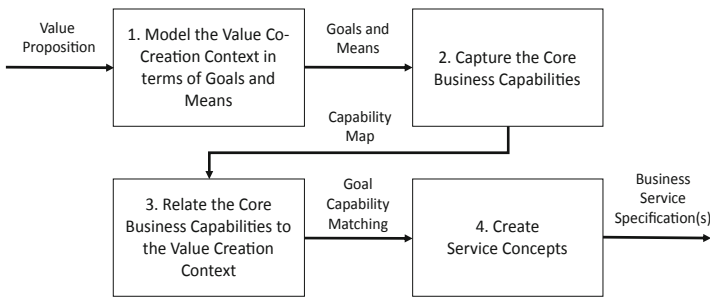 Value
Proposition
1. Model the Value Co-
Creation Context in
terms of Goals and
Means
Goals and
Means
2. Capture the Core
Business Capabilities
Capability
Map
3. Relate the Core
Business Capabilities to
the Value Creation
Context
Goal
Capability
Matching
4. Create
Service Concepts
Business
Service
Specification(s)